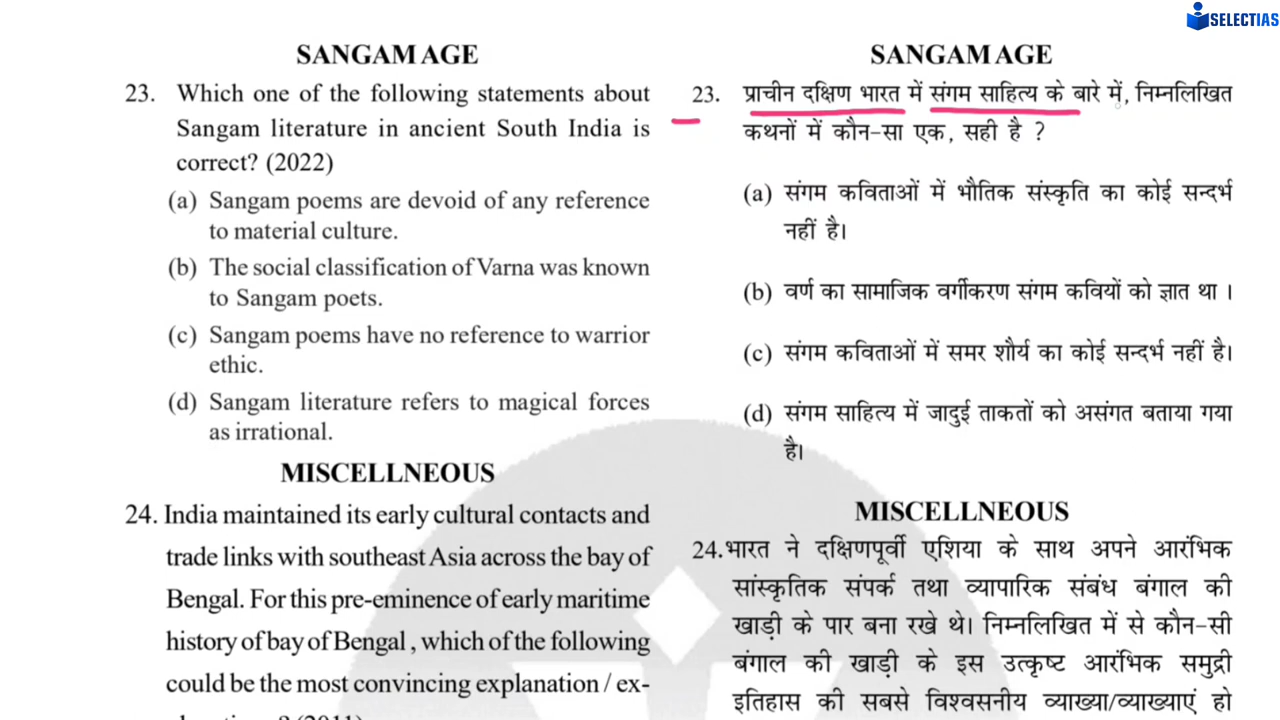 SELECTIAS
SANGAM AGE
23. Which one of the following statements about
Sangam literature in ancient South India is
correct? (2022)
(a) Sangam poems are devoid of any reference
to material culture.
(b) The social classification of Varna was known
to Sangam poets.
(c) Sangam poems have no reference to warrior
ethic.
(d) Sangam literature refers to magical forces
as irrational.
MISCELLNEOUS
24. India maintained its early cultural contacts and
trade links with southeast Asia across the bay of
Bengal. For this pre-eminence of early maritime
history of bay of Bengal , which of the following
could be the most convincing explanation / ex-
SANGAM AGE
23. प्राचीन दक्षिण भारत में संगम साहित्य के बारे में, निम्नलिखित
कथनों में कौन-सा एक, सही है ?
(a) संगम कविताओं में भौतिक संस्कृति का कोई सन्दर्भ
नहीं है।
(b) वर्ण का सामाजिक वर्गीकरण संगम कवियों को ज्ञात था ।
(c) संगम कविताओं में समर शौर्य का कोई सन्दर्भ नहीं है।
(d) संगम साहित्य में जादुई ताकतों को असंगत बताया गया
है।
MISCELLNEOUS
24.भारत ने दक्षिणपूर्वी एशिया के साथ अपने आरंभिक
सांस्कृतिक संपर्क तथा व्यापारिक संबंध बंगाल की
खाड़ी के पार बना रखे थे। निम्नलिखित में से कौन-सी
बंगाल की खाड़ी के इस उत्कृष्ट आरंभिक समुद्री
इतिहास की सबसे विश्वसनीय व्याख्या/व्याख्याएं हो